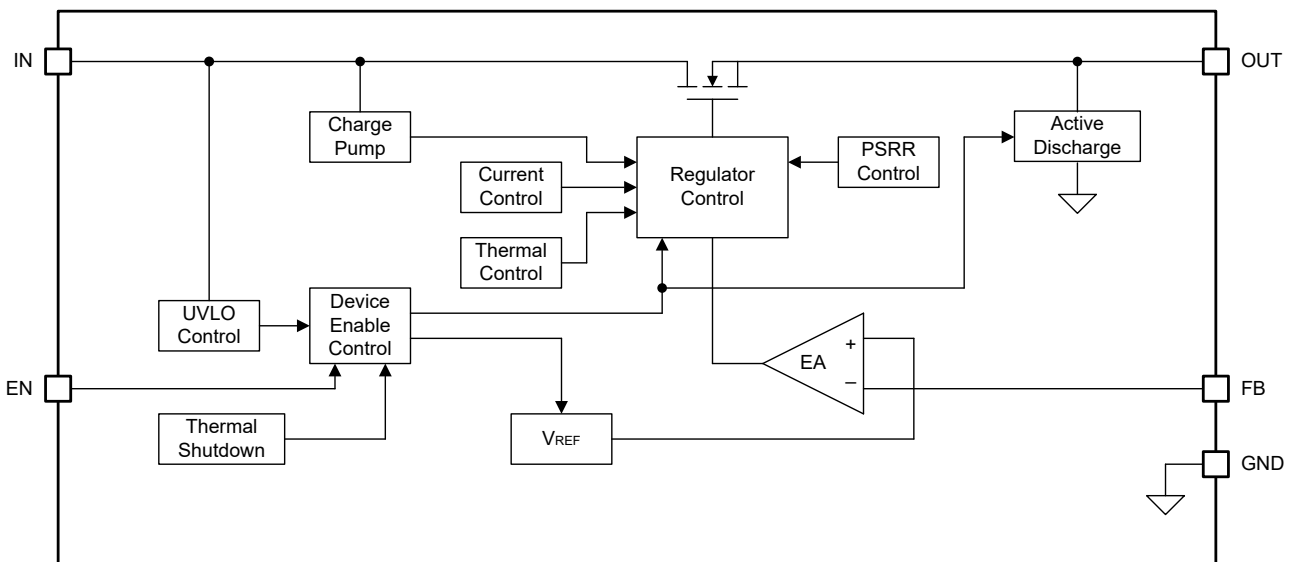 IN
OUT
Charge
Pump
Active
Discharge
PSRR
Control
Regulator
Control
Current
Control
Thermal
Control
Device
Enable
Control
UVLO
Control
EA
+
–
EN
FB
Thermal
Shutdown
VREF
GND